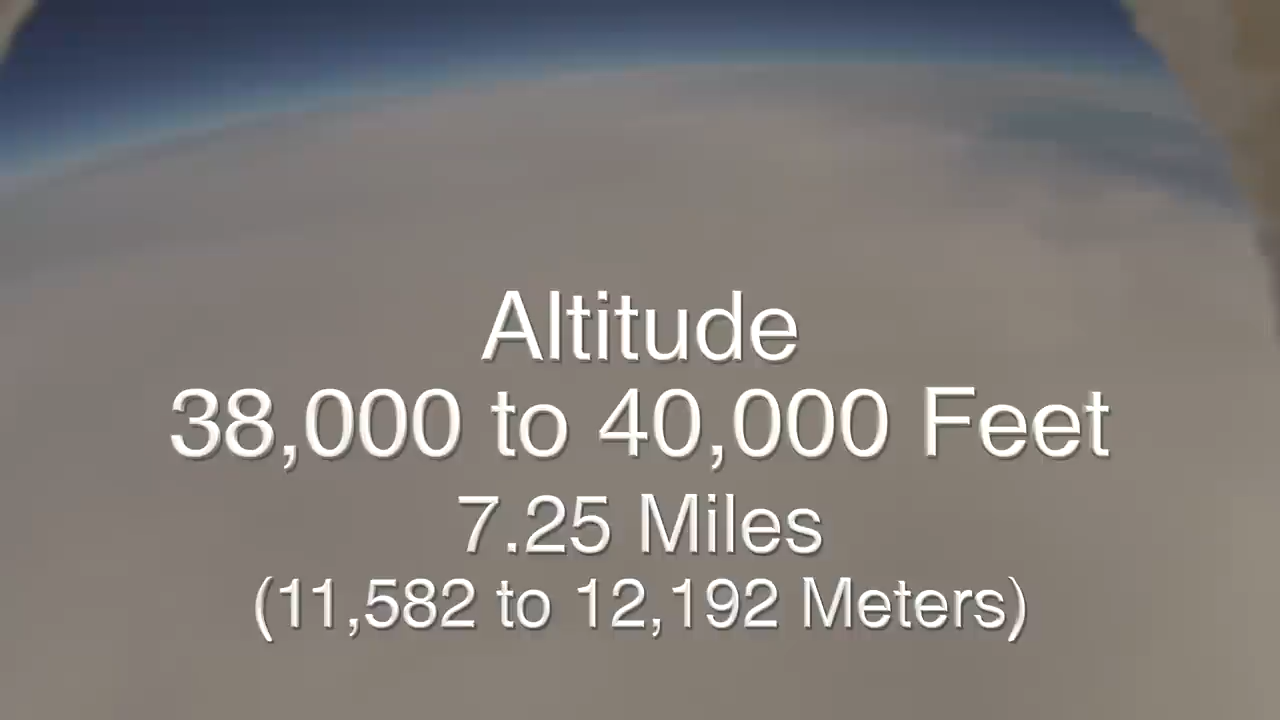 Altitude
38,000 to 40,000 Feet
7.25 Miles
(11,582 to 12,192 Meters)